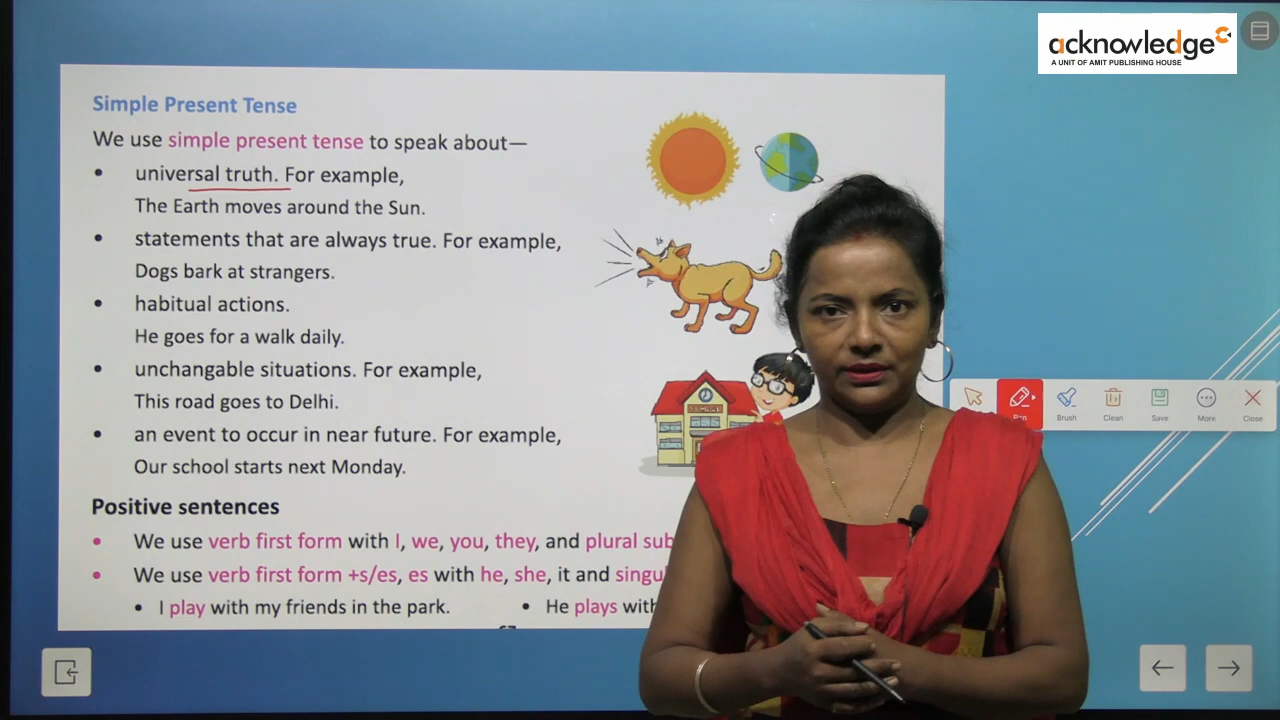 acknowledge
A UNIT OF AMIT PUBLISHING HOUSE
Simple Present Tense
We use simple present tense to speak about—
• universal truth. For example,
The Earth moves around the Sun.
• statements that are always true. For example,
Dogs bark at strangers.
• habitual actions.
He goes for a walk daily.
• unchangable situations. For example,
This road goes to Delhi.
• an event to occur in near future. For example,
Our school starts next Monday.
Positive sentences
• We use verb first form with I, we, you, they, and plural sub
• We use verb first form +s/es, es with he, she, it and singu
• I play with my friends in the park.
• He plays with
Pen
Brush
Clean
Save
More
Close